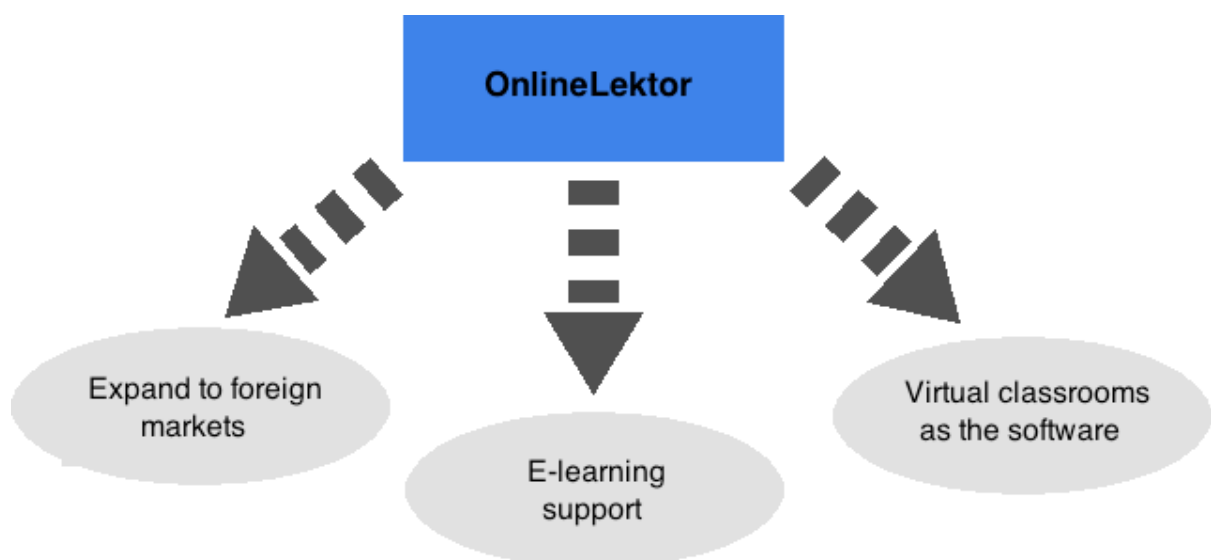 OnlineLektor
Expand to foreign
markets
E-learning
support
Virtual classrooms
as the software